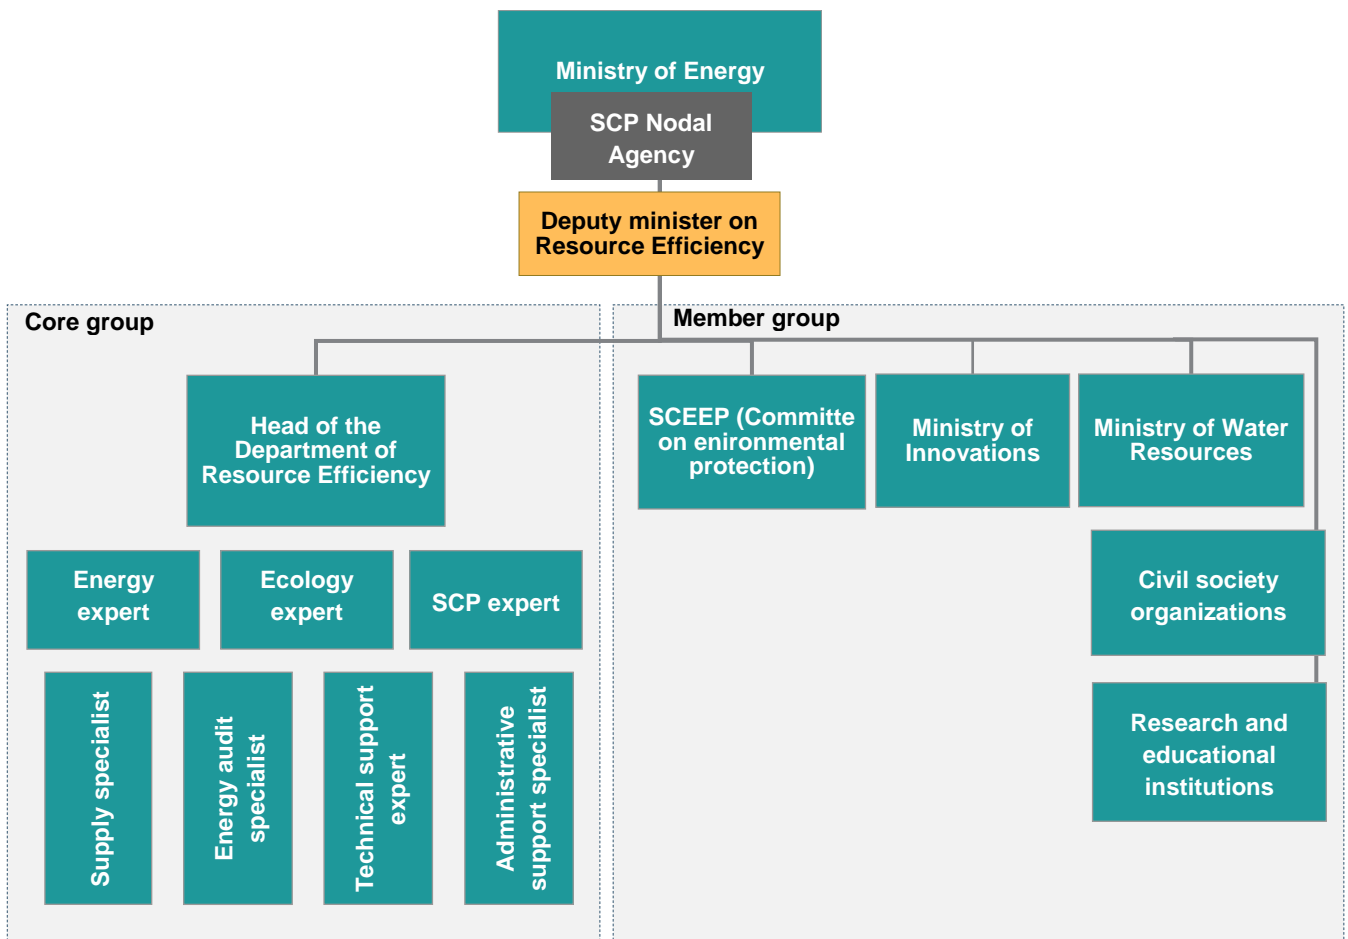 Ministry of Energy
SCP Nodal
Agency
Deputy minister on
Resource Efficiency
Core group
Head of the
Department of
Resource Efficiency
Energy
expert
Ecology
expert
SCP expert
Supply specialist
Energy audit
specialist
Technical support
expert
Administrative
support specialist
Member group
SCEEP (Committe
on enironmental
protection)
Ministry of
Innovations
Ministry of Water
Resources
Civil society
organizations
Research and
educational
institutions